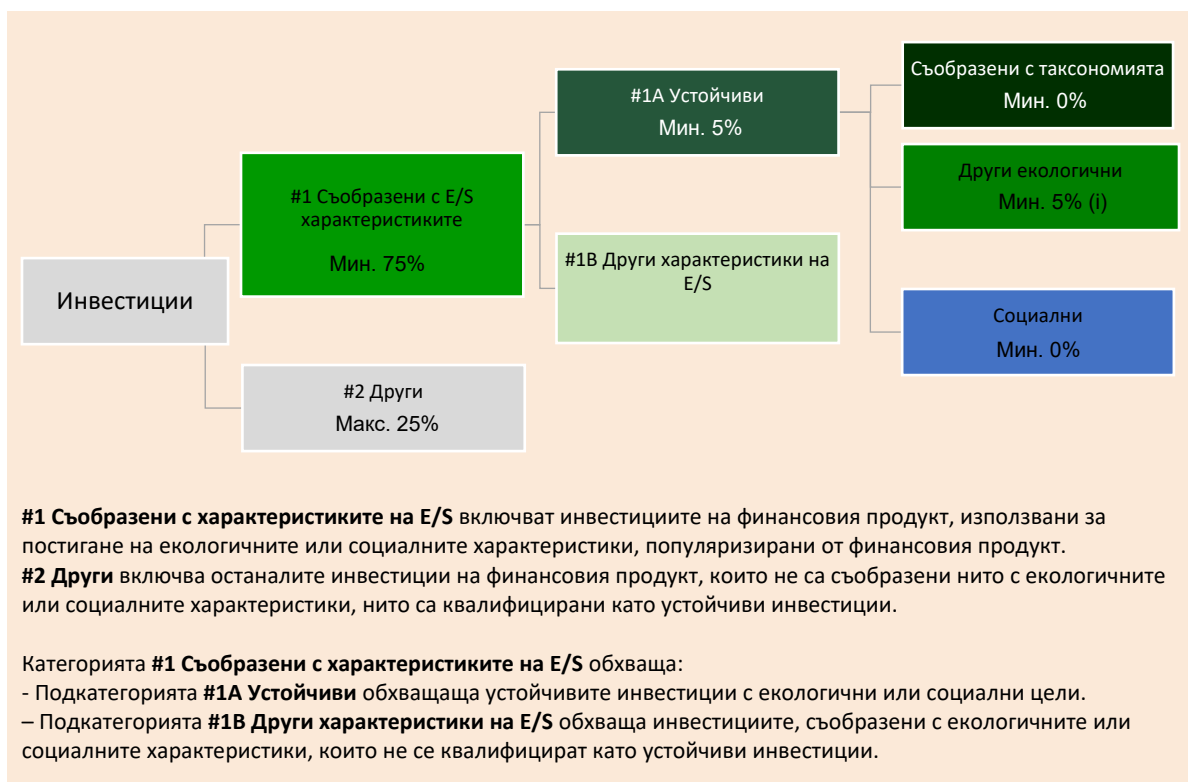 Инвестиции
#1 Съобразени с E/S
характеристиките
Мин. 75%
#2 Други
Макс. 25%
#1A Устойчиви
Мин. 5%
#1B Други характеристики на
E/S
Съобразени с таксономията
Мин. 0%
Други екологични
Мин. 5% (i)
Социални
Мин. 0%
#1 Съобразени с характеристиките на E/S включват инвестициите на финансовия продукт, използвани за
постигане на екологичните или социалните характеристики, популяризирани от финансовия продукт.
#2 Други включва останалите инвестиции на финансовия продукт, които не са съобразени нито с екологичните
или социалните характеристики, нито са квалифицирани като устойчиви инвестиции.
Категорията #1 Съобразени с характеристиките на E/S обхваща:
- Подкатегорията #1A Устойчиви обхващаща устойчивите инвестиции с екологични или социални цели.
– Подкатегорията #1B Други характеристики на E/S обхваща инвестициите, съобразени с екологичните или
социалните характеристики, които не се квалифицират като устойчиви инвестиции.